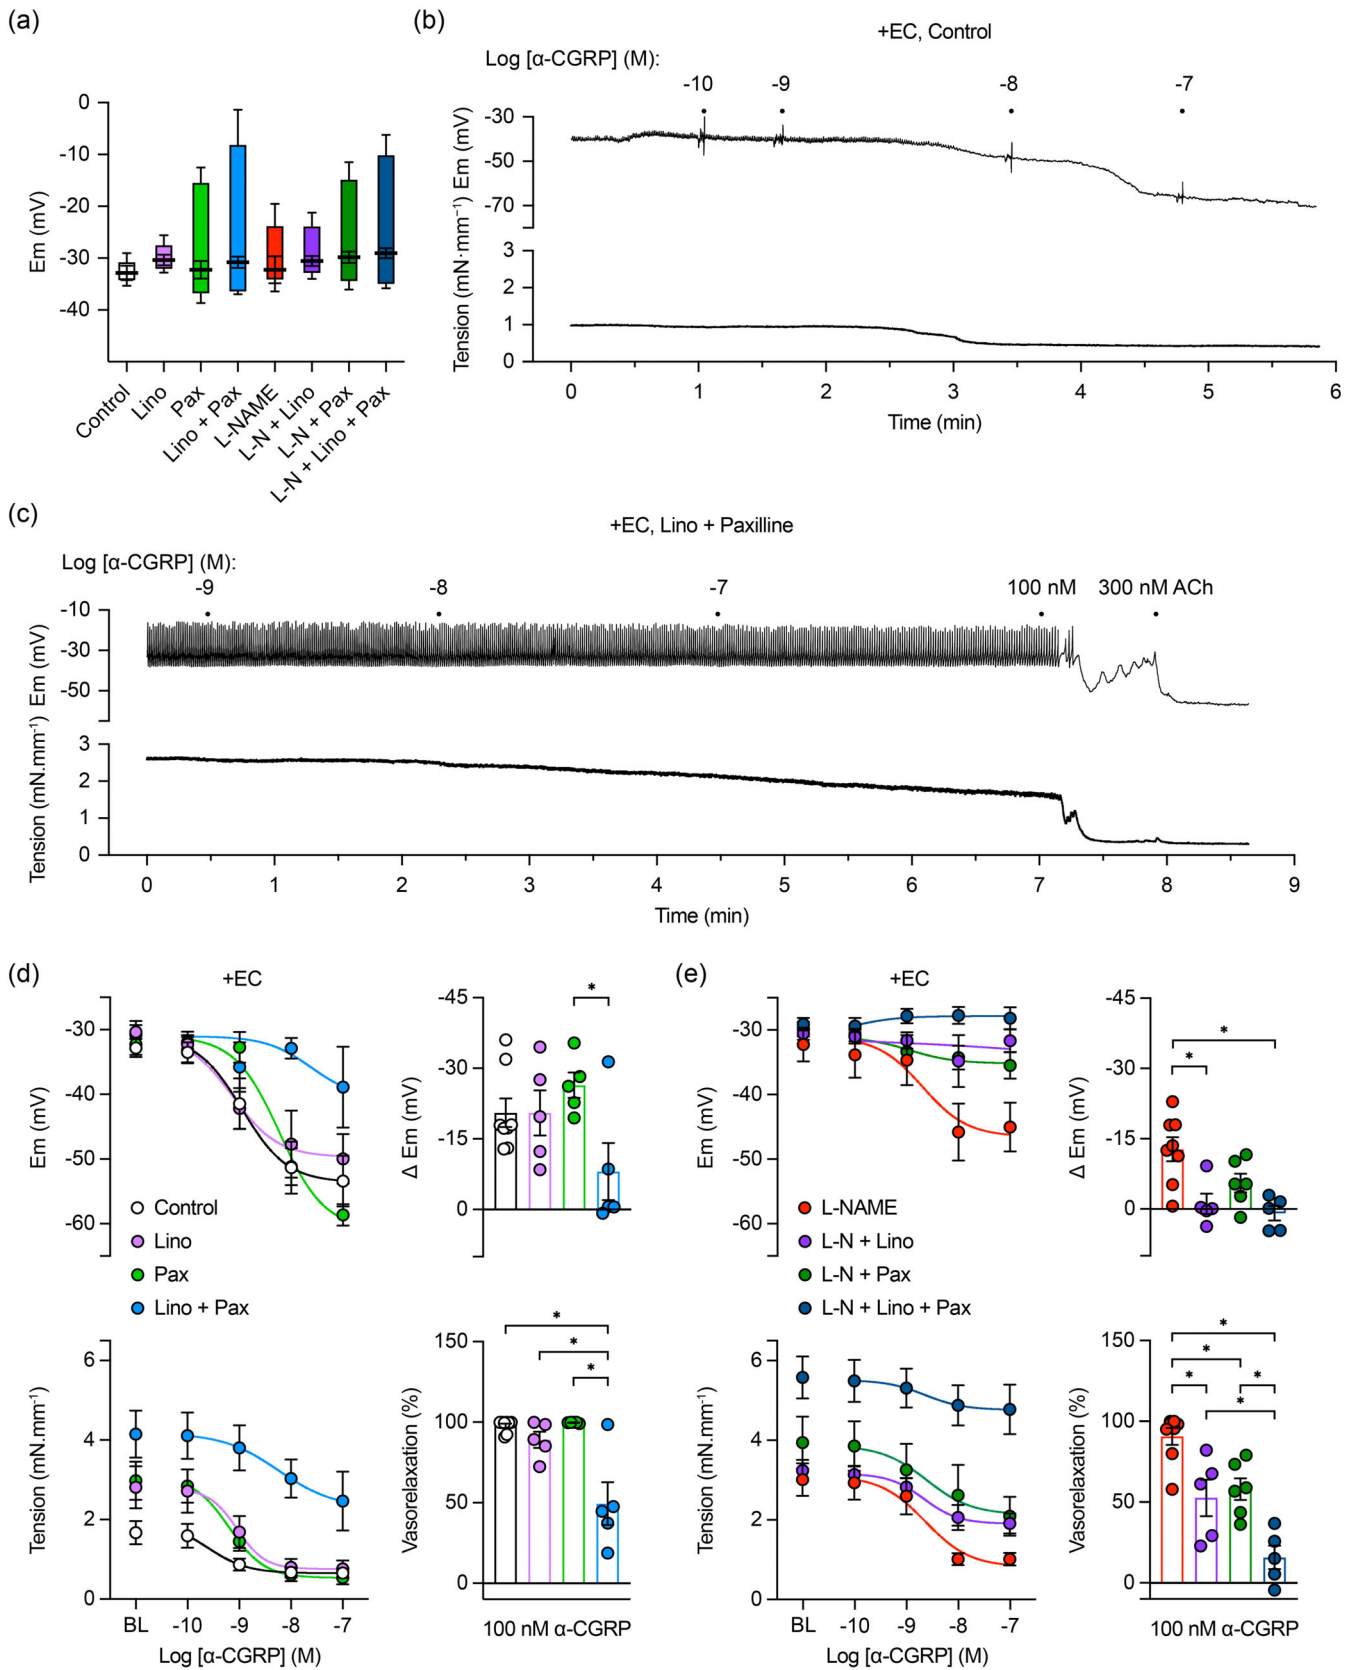 (a)
0
-10
-20
-30
-40
Em (mV)
Control
Lino
Pax
Lino + Pax
L-NAME
L-N + Lino
L-N + Pax
L-N + Lino + Pax
(b)
+EC, Control
Log [α-CGRP] (M):
-10
-9
-8
-7
-30
-50
-70
Em (mV)
3
2
1
0
Tension (mN·mm⁻¹)
0 1 2 3 4 5 6
Time (min)
(c)
+EC, Lino + Paxilline
Log [α-CGRP] (M):
-9
-8
-7
100 nM
300 nM ACh
-10
-30
-50
Em (mV)
3
2
1
0
Tension (mN.mm⁻¹)
0 1 2 3 4 5 6 7 8 9
Time (min)
(d)
+EC
-30
-40
-50
-60
Em (mV)
Control
Lino
Pax
Lino + Pax
-45
-30
-15
0
Δ Em (mV)
*
6
4
2
0
Tension (mN.mm⁻¹)
BL -10 -9 -8 -7
Log [α-CGRP] (M)
150
100
50
0
Vasorelaxation (%)
*
*
*
100 nM α-CGRP
(e)
+EC
-30
-40
-50
-60
Em (mV)
L-NAME
L-N + Lino
L-N + Pax
L-N + Lino + Pax
-45
-30
-15
0
Δ Em (mV)
*
*
6
4
2
0
Tension (mN.mm⁻¹)
BL -10 -9 -8 -7
Log [α-CGRP] (M)
150
100
50
0
Vasorelaxation (%)
*
*
* *
*
100 nM α-CGRP